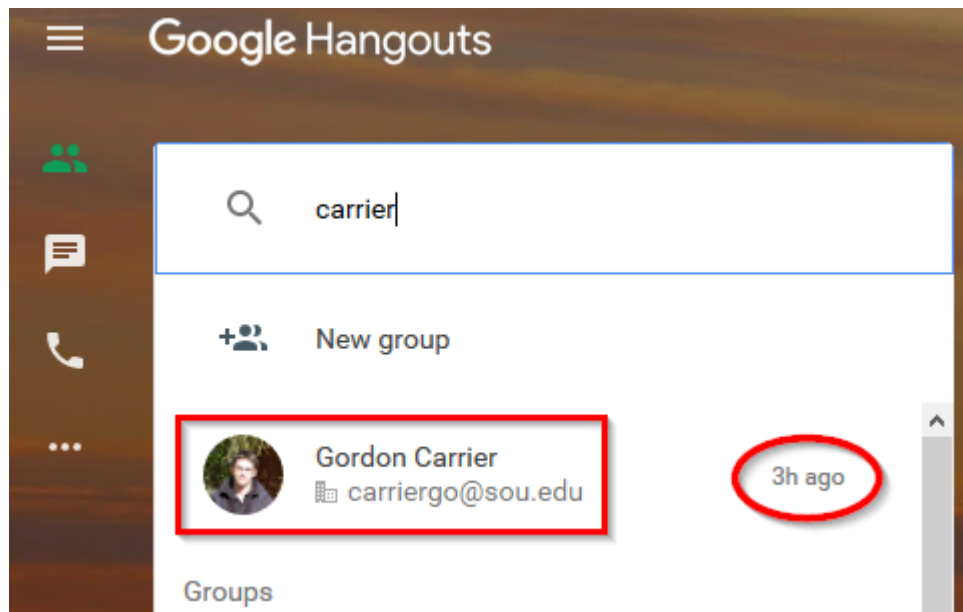 Google Hangouts
carrier
New group
Gordon Carrier
carriergo@sou.edu
3h ago
Groups